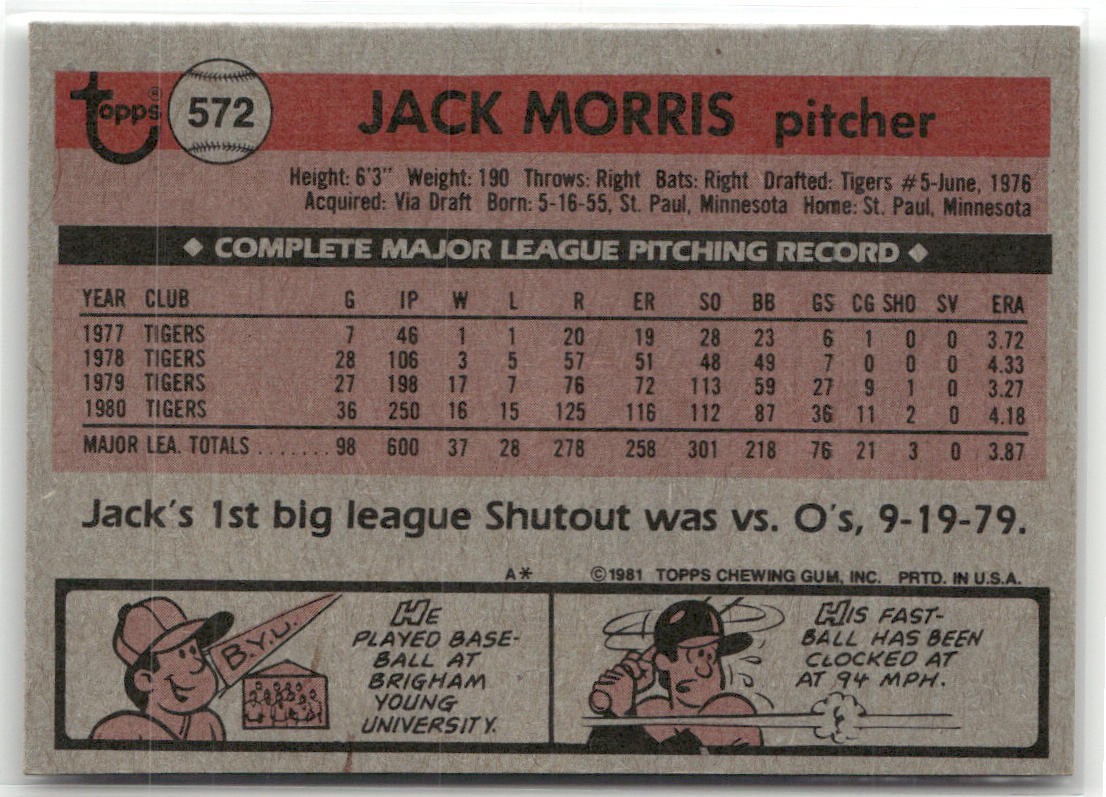 topps® 572 JACK MORRIS pitcher
Height: 6'3" Weight: 190 Throws: Right Bats: Right Drafted: Tigers #5-June, 1976
Acquired: Via Draft Born: 5-16-55, St. Paul, Minnesota Home: St. Paul, Minnesota
◆ COMPLETE MAJOR LEAGUE PITCHING RECORD ◆
YEAR CLUB G IP W L R ER SO BB GS CG SHO SV ERA
1977 TIGERS 7 46 1 1 20 19 28 23 6 1 0 0 3.72
1978 TIGERS 28 106 3 5 57 51 48 49 7 0 0 0 4.33
1979 TIGERS 27 198 17 7 76 72 113 59 27 9 1 0 3.27
1980 TIGERS 36 250 16 15 125 116 112 87 36 11 2 0 4.18
MAJOR LEA. TOTALS ....... 98 600 37 28 278 258 301 218 76 21 3 0 3.87
Jack's 1st big league Shutout was vs. O's, 9-19-79.
A* ©1981 TOPPS CHEWING GUM, INC. PRTD. IN U.S.A.
B.Y.U.
HE
PLAYED BASE-
BALL AT
BRIGHAM
YOUNG
UNIVERSITY.
HIS FAST-
BALL HAS BEEN
CLOCKED AT
AT 94 MPH.